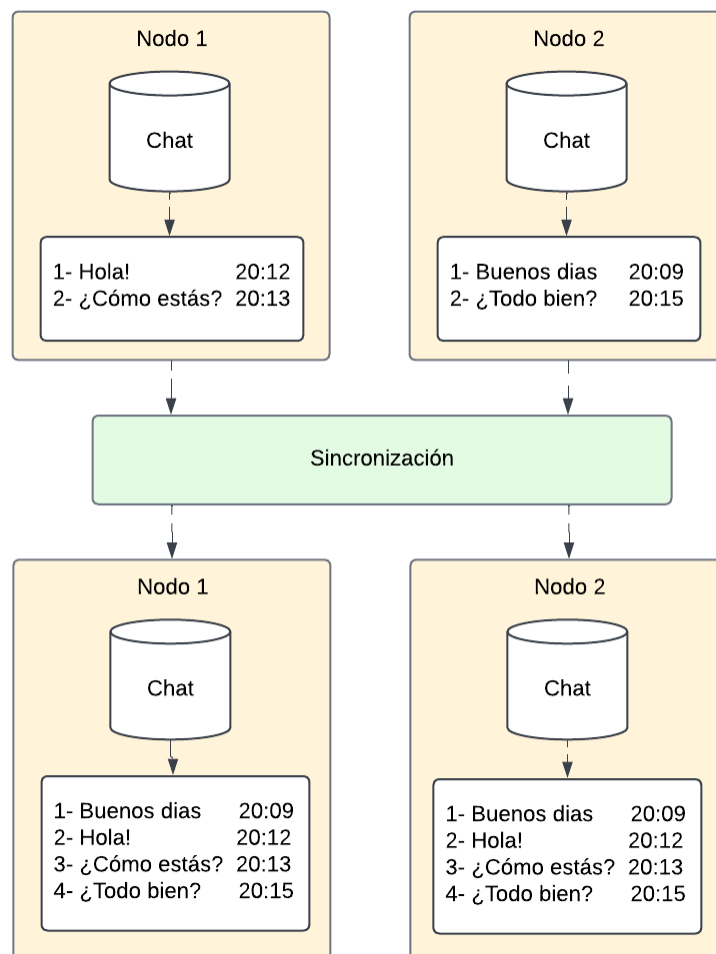 Nodo 1
Chat
1- Hola! 20:12
2- ¿Cómo estás? 20:13
Nodo 2
Chat
1- Buenos dias 20:09
2- ¿Todo bien? 20:15
Sincronización
Nodo 1
Chat
1- Buenos dias 20:09
2- Hola! 20:12
3- ¿Cómo estás? 20:13
4- ¿Todo bien? 20:15
Nodo 2
Chat
1- Buenos dias 20:09
2- Hola! 20:12
3- ¿Cómo estás? 20:13
4- ¿Todo bien? 20:15